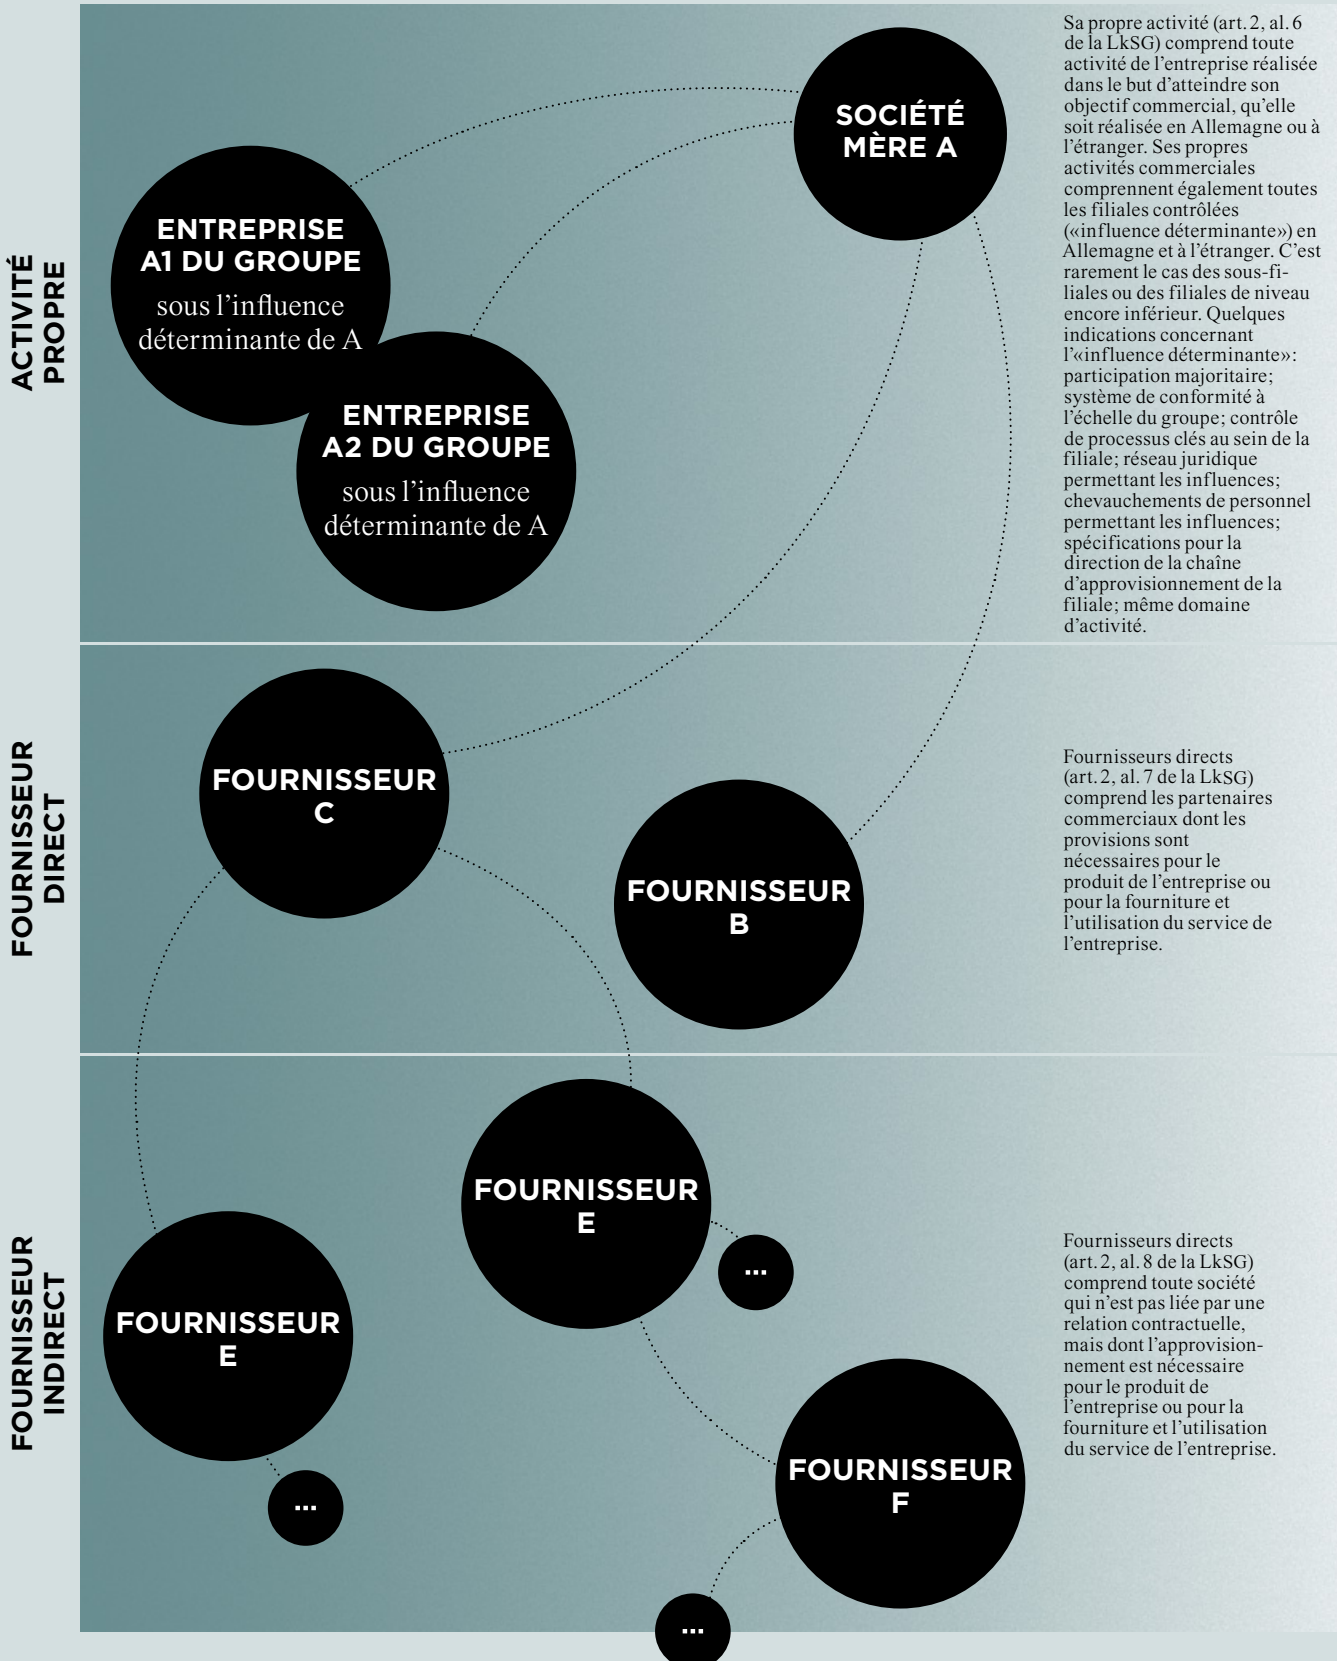 ACTIVITÉ
PROPRE
SOCIÉTÉ
MÈRE A
ENTREPRISE
A1 DU GROUPE
sous l’influence
déterminante de A
ENTREPRISE
A2 DU GROUPE
sous l’influence
déterminante de A
Sa propre activité (art. 2, al. 6
de la LkSG) comprend toute
activité de l’entreprise réalisée
dans le but d’atteindre son
objectif commercial, qu’elle
soit réalisée en Allemagne ou à
l’étranger. Ses propres
activités commerciales
comprennent également toutes
les filiales contrôlées
(«influence déterminante») en
Allemagne et à l’étranger. C’est
rarement le cas des sous-fi-
liales ou des filiales de niveau
encore inférieur. Quelques
indications concernant
l’«influence déterminante»:
participation majoritaire;
système de conformité à
l’échelle du groupe; contrôle
de processus clés au sein de la
filiale; réseau juridique
permettant les influences;
chevauchements de personnel
permettant les influences;
spécifications pour la
direction de la chaîne
d’approvisionnement de la
filiale; même domaine
d’activité.
FOURNISSEUR
DIRECT
FOURNISSEUR
C
FOURNISSEUR
B
Fournisseurs directs
(art. 2, al. 7 de la LkSG)
comprend les partenaires
commerciaux dont les
provisions sont
nécessaires pour le
produit de l’entreprise ou
pour la fourniture et
l’utilisation du service de
l’entreprise.
FOURNISSEUR
INDIRECT
FOURNISSEUR
E
...
FOURNISSEUR
E
...
FOURNISSEUR
F
...
Fournisseurs directs
(art. 2, al. 8 de la LkSG)
comprend toute société
qui n’est pas liée par une
relation contractuelle,
mais dont l’approvision-
nement est nécessaire
pour le produit de
l’entreprise ou pour la
fourniture et l’utilisation
du service de l’entreprise.